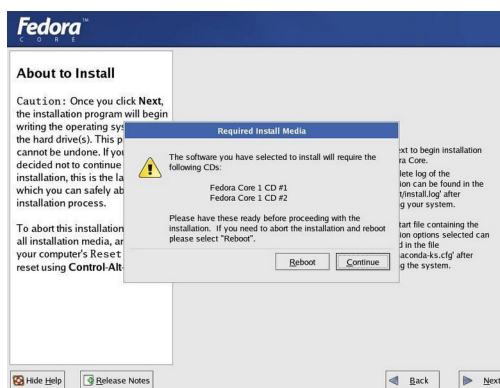 Fedora™
CORE
About to Install
Caution: Once you click Next,
the installation program will begin
writing the operating sys
the hard drive(s). This p
cannot be undone. If you
decided not to continue
installation, this is the la
which you can safely ab
installation process.
To abort this installation
all installation media, ar
your computer's Reset
reset using Control-Alt-
Required Install Media
The software you have selected to install will require the
following CDs:
Fedora Core 1 CD #1
Fedora Core 1 CD #2
Please have these ready before proceeding with the
installation. If you need to abort the installation and reboot
please select "Reboot".
Reboot
Continue
ext to begin installation
ra Core.
lete log of the
ion can be found in the
t/install.log' after
g your system.
tart file containing the
ion options selected can
d in the file
aconda-ks.cfg' after
g the system.
Hide Help
Release Notes
Back
Next